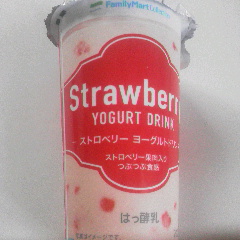 FamilyMart
Strawberr
YOGURT DRINK
ストロベリー ヨーグルトドリンク
ストロベリー果肉入り
つぶつぶ食感
はっ酵乳